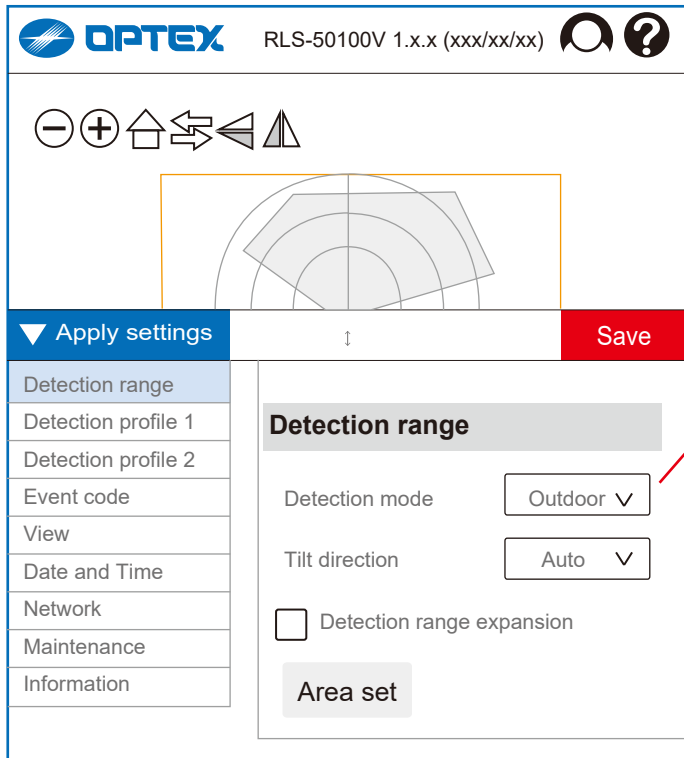 OPTEX RLS-50100V 1.x.x (xxx/xx/xx) ?
Apply settings
Save
Detection range
Detection profile 1
Detection profile 2
Event code
View
Date and Time
Network
Maintenance
Information
Detection range
Detection mode Outdoor
Tilt direction Auto
Detection range expansion
Area set